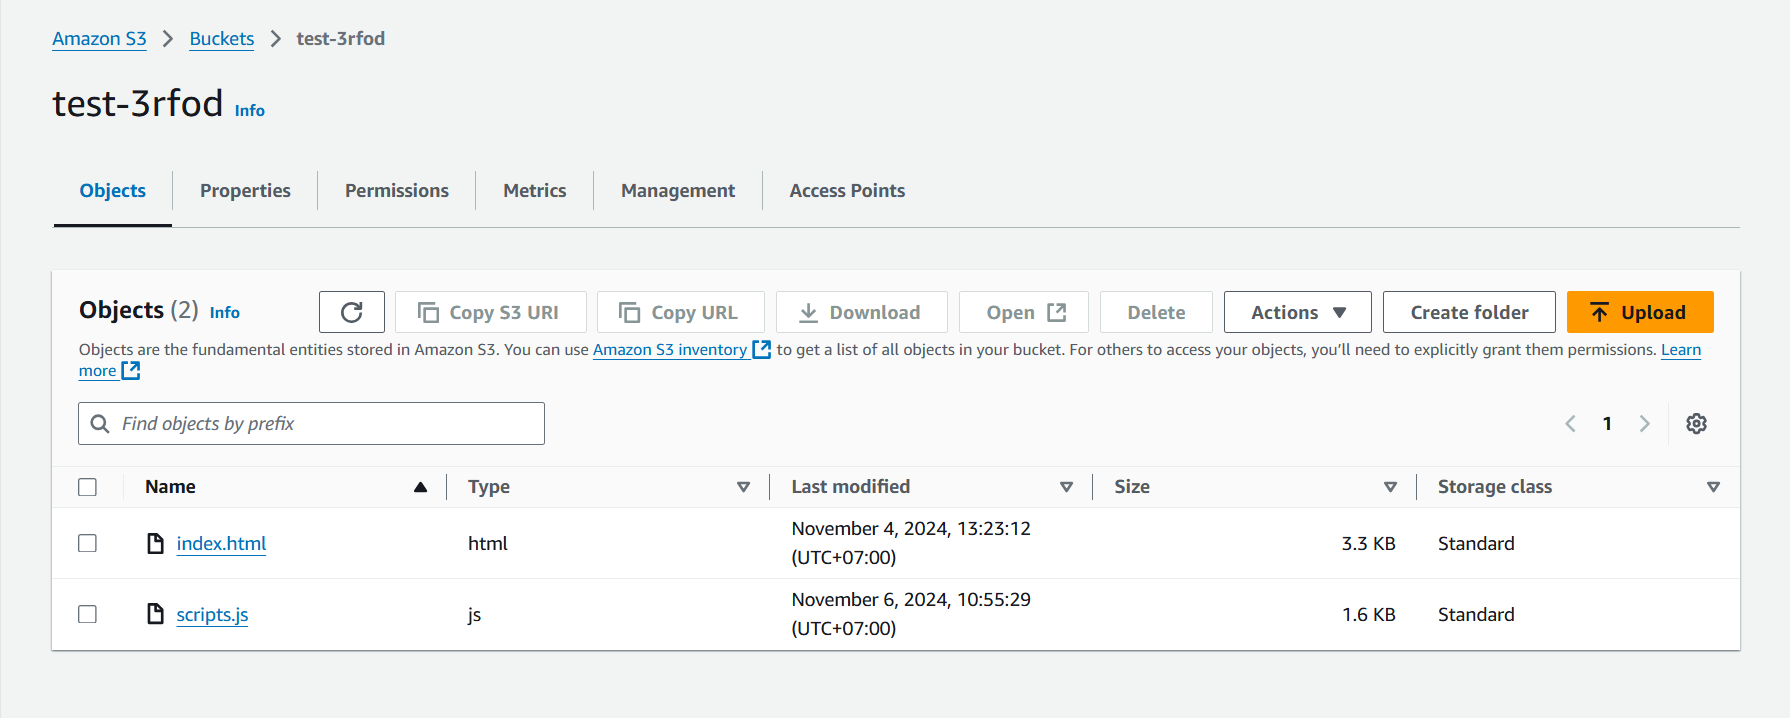 Amazon S3 > Buckets > test-3rfod
test-3rfod Info
Objects Properties Permissions Metrics Management Access Points
Objects (2) Info Copy S3 URI Copy URL Download Open Delete Actions Create folder Upload
Objects are the fundamental entities stored in Amazon S3. You can use Amazon S3 inventory to get a list of all objects in your bucket. For others to access your objects, you'll need to explicitly grant them permissions. Learn
more
Find objects by prefix 1
Name Type Last modified Size Storage class
index.html html November 4, 2024, 13:23:12 3.3 KB Standard
(UTC+07:00)
scripts.js js November 6, 2024, 10:55:29 1.6 KB Standard
(UTC+07:00)